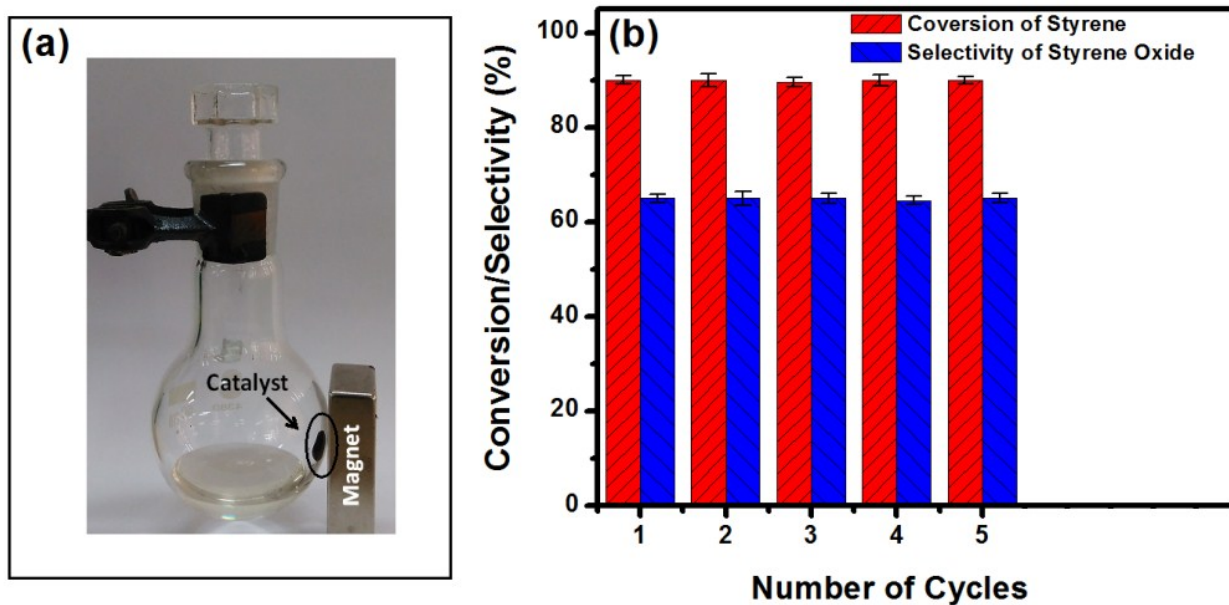 (a)
Catalyst
Magnet
(b)
Coversion of Styrene
Selectivity of Styrene Oxide
Conversion/Selectivity (%)
100
80
60
40
20
0
1 2 3 4 5
Number of Cycles